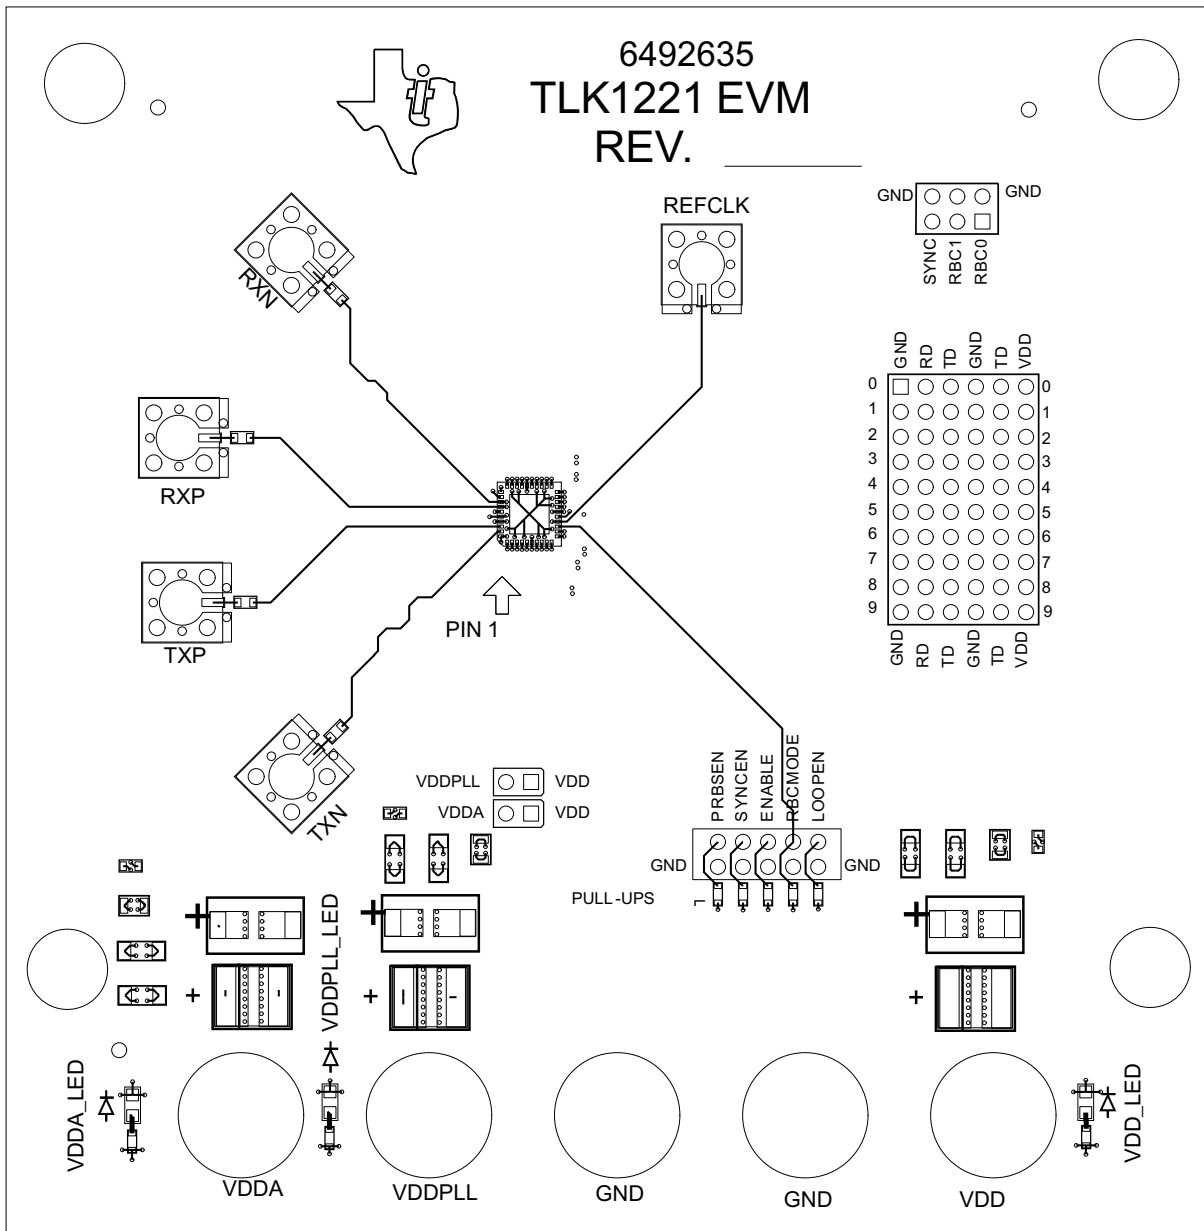 6492635
TLK1221 EVM
REV. ________
GND
GND
SYNC
RBC1
RBC0
REFCLK
RXN
GND
RD
TD
GND
TD
VDD
0
0
1
1
2
2
3
3
4
4
5
5
6
6
7
7
8
8
9
9
GND
RD
TD
GND
TD
VDD
RXP
TXP
PIN 1
TXN
VDDPLL
VDD
VDDA
VDD
PRBSEN
SYNCEN
ENABLE
RBCMODE
LOOPEN
GND
GND
PULL-UPS
+
+
+
+
+
+
VDDPLL_LED
VDDA_LED
VDD_LED
VDDA
VDDPLL
GND
GND
VDD